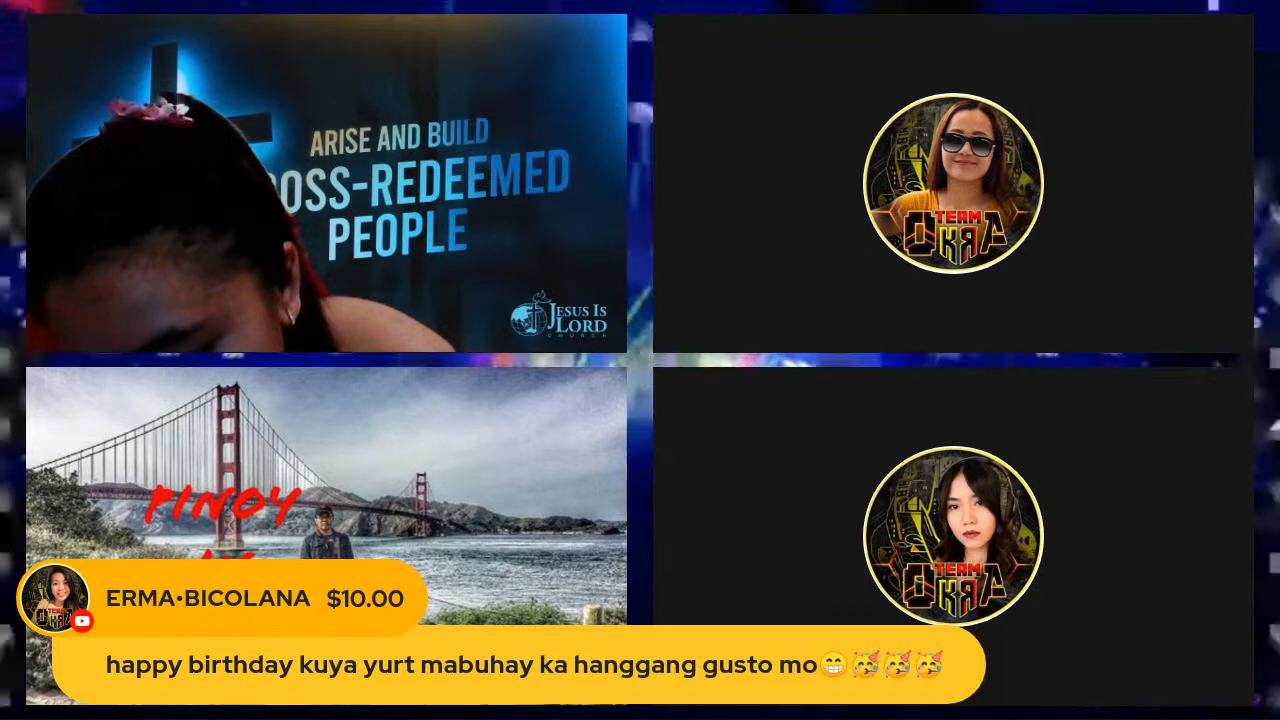 ARISE AND BUILD
OSS-REDEEMED
PEOPLE
JESUS IS
LORD
CHURCH
TEAM
OKRA
PINOY
ERMA•BICOLANA $10.00
happy birthday kuya yurt mabuhay ka hanggang gusto mo😁🥳🥳🥳
TEAM
OKRA